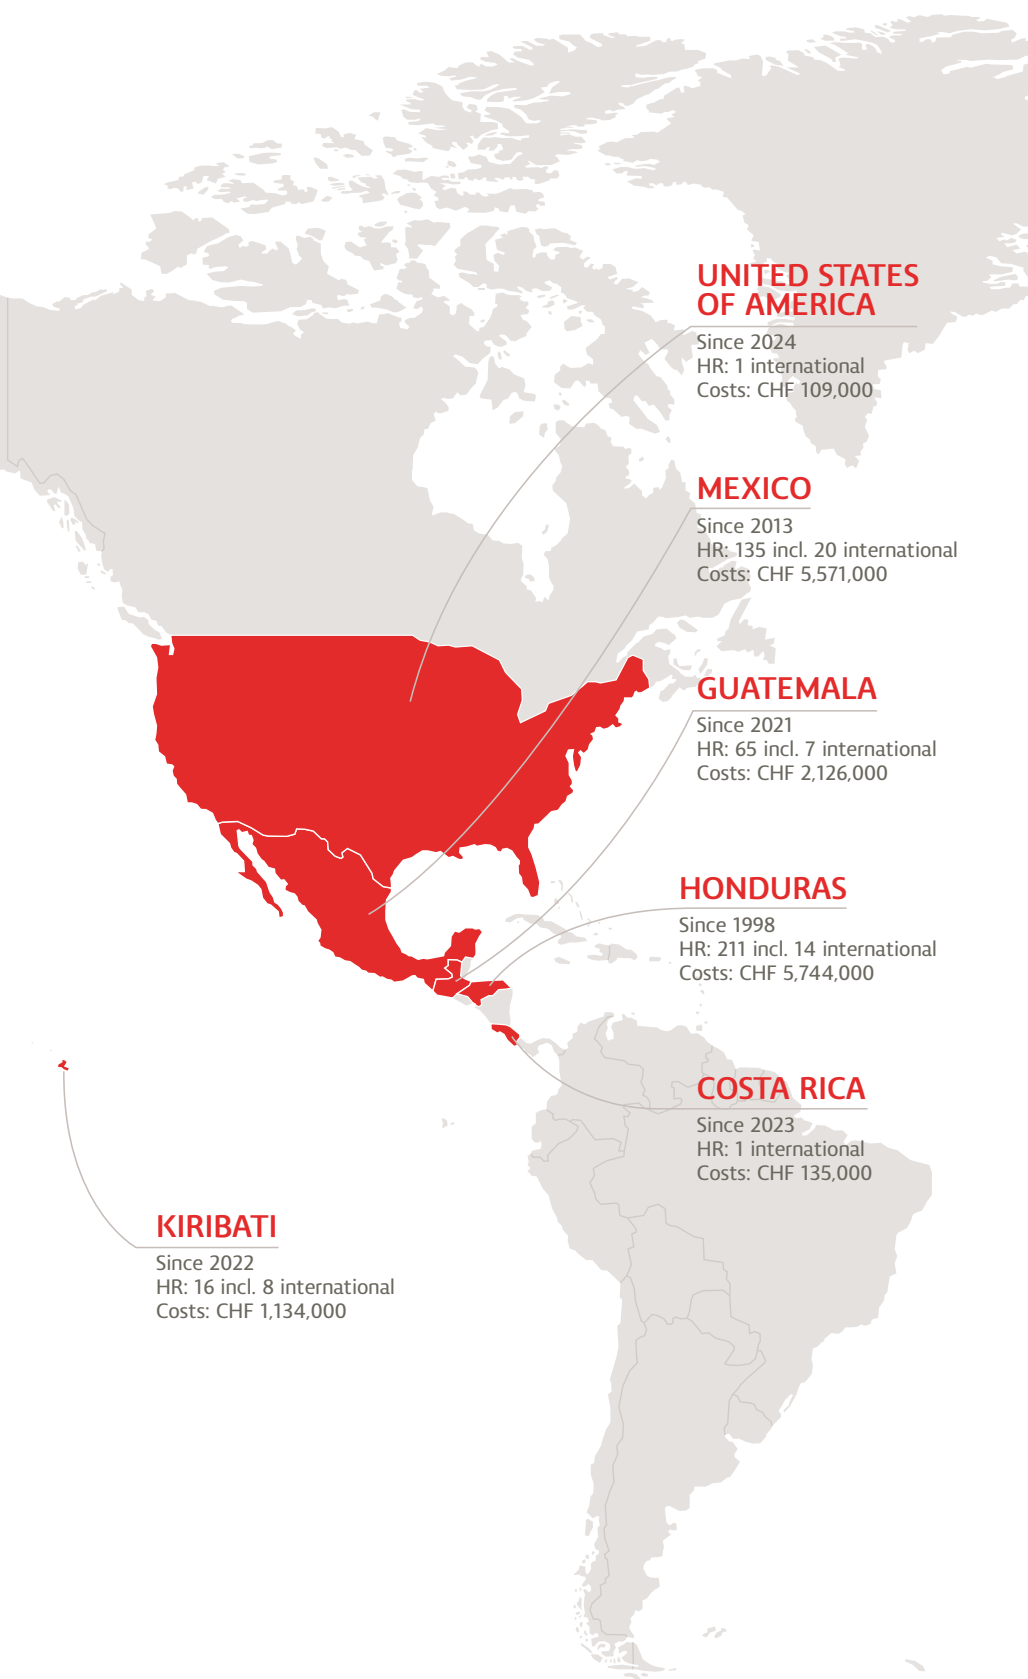 UNITED STATES
OF AMERICA
Since 2024
HR: 1 international
Costs: CHF 109,000
MEXICO
Since 2013
HR: 135 incl. 20 international
Costs: CHF 5,571,000
GUATEMALA
Since 2021
HR: 65 incl. 7 international
Costs: CHF 2,126,000
HONDURAS
Since 1998
HR: 211 incl. 14 international
Costs: CHF 5,744,000
COSTA RICA
Since 2023
HR: 1 international
Costs: CHF 135,000
KIRIBATI
Since 2022
HR: 16 incl. 8 international
Costs: CHF 1,134,000